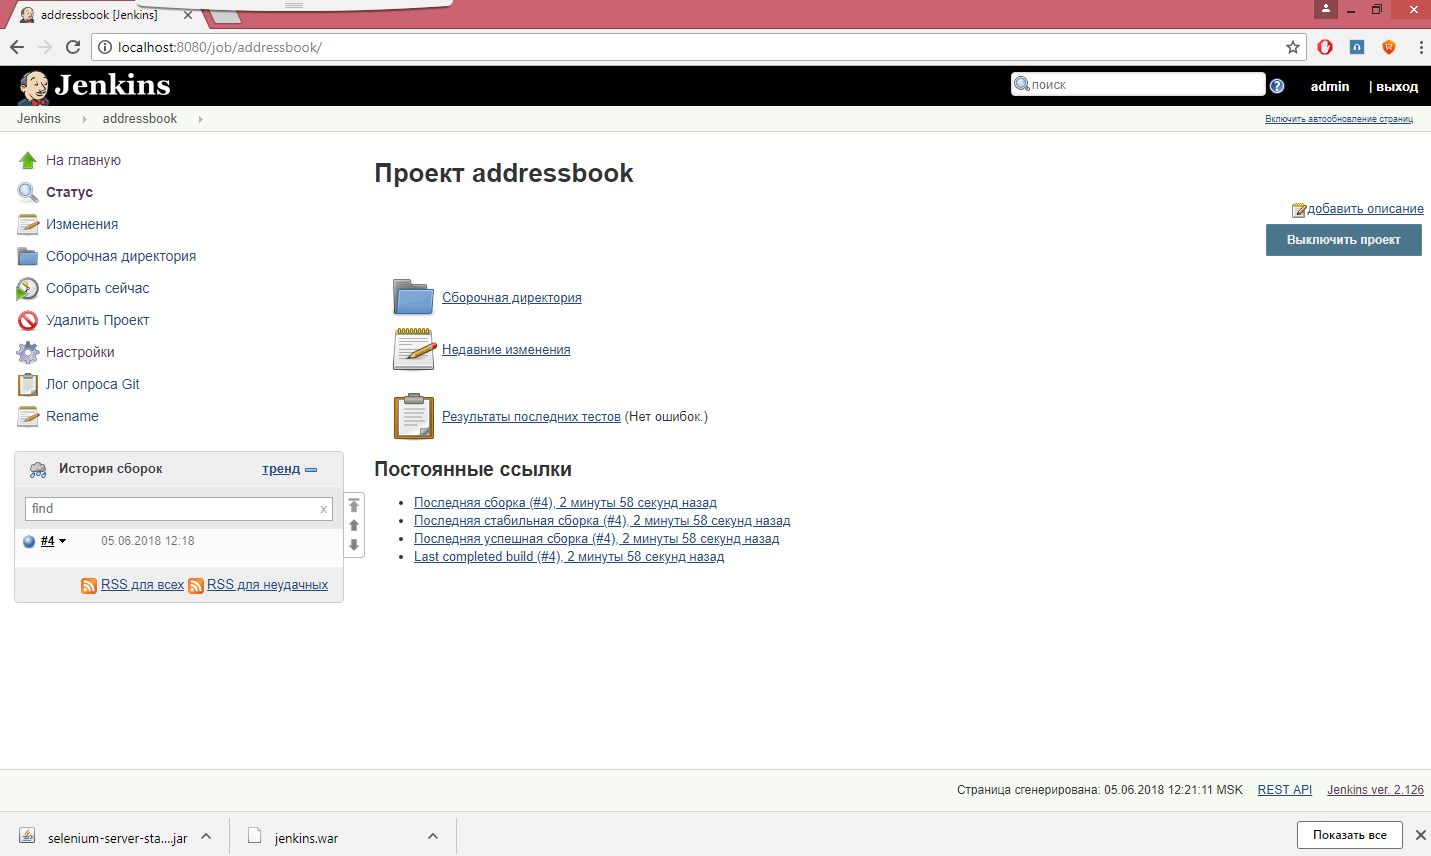 addressbook [Jenkins]
localhost:8080/job/addressbook/
Jenkins
поиск
admin
| выход
Jenkins
addressbook
Включить автообновление страниц
На главную
Статус
Изменения
Сборочная директория
Собрать сейчас
Удалить Проект
Настройки
Лог опроса Git
Rename
История сборок
тренд
find
x
#4
05.06.2018 12:18
RSS для всех
RSS для неудачных
Проект addressbook
добавить описание
Выключить проект
Сборочная директория
Недавние изменения
Результаты последних тестов (Нет ошибок.)
Постоянные ссылки
Последняя сборка (#4), 2 минуты 58 секунд назад
Последняя стабильная сборка (#4), 2 минуты 58 секунд назад
Последняя успешная сборка (#4), 2 минуты 58 секунд назад
Last completed build (#4), 2 минуты 58 секунд назад
Страница сгенерирована: 05.06.2018 12:21:11 MSK
REST API
Jenkins ver. 2.126
selenium-server-sta....jar
jenkins.war
Показать все